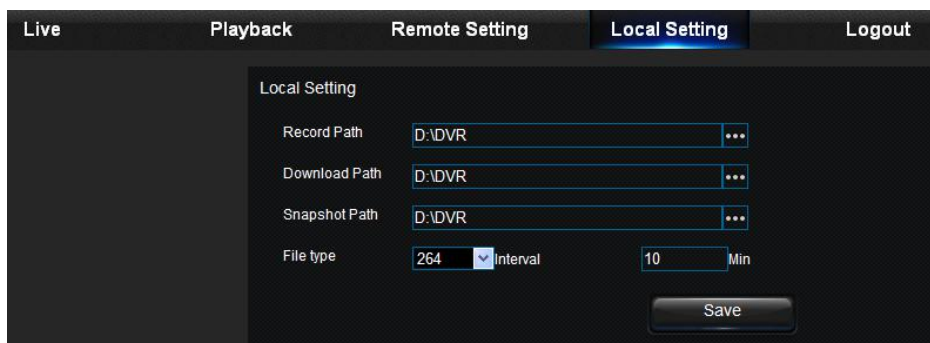 Live Playback Remote Setting Local Setting Logout
Local Setting
Record Path D:\DVR •••
Download Path D:\DVR •••
Snapshot Path D:\DVR •••
File type 264 Interval 10 Min
Save